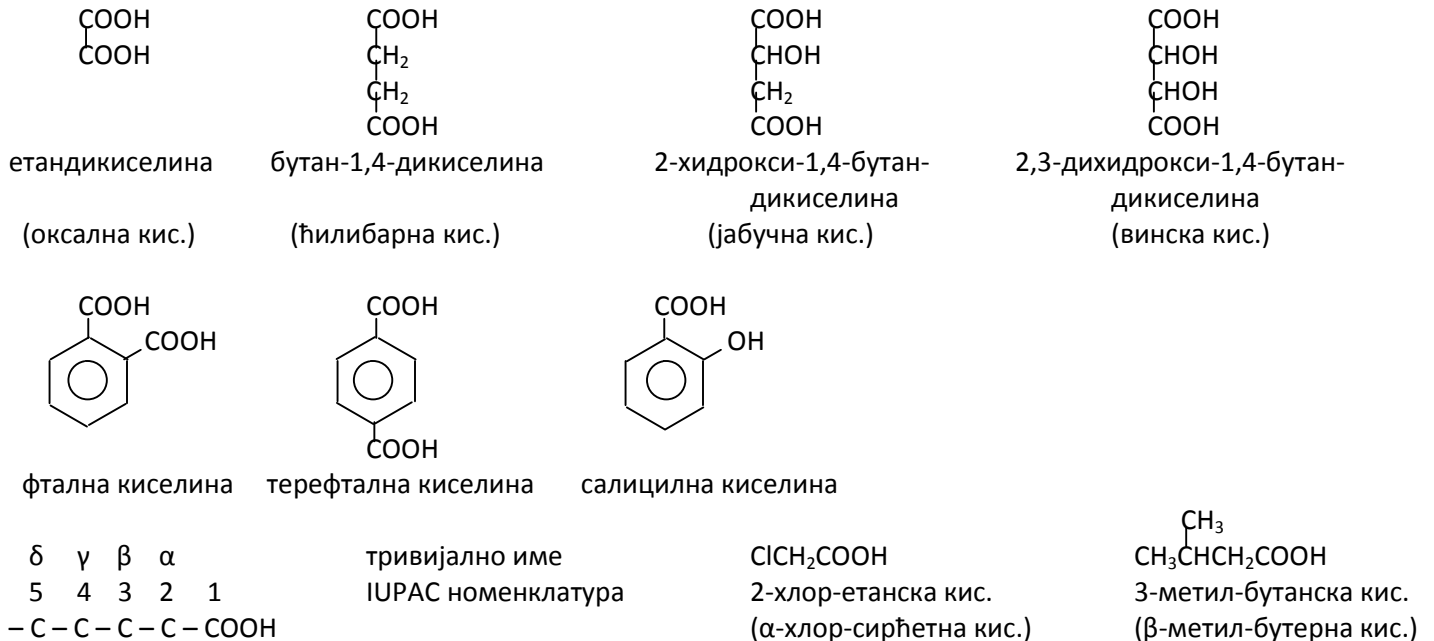 COOH COOH COOH COOH
COOH CH₂ CHOH CHOH
CH₂ CH₂ CHOH
COOH COOH COOH
етандикиселина бутан-1,4-дикиселина 2-хидрокси-1,4-бутан- 2,3-дихидрокси-1,4-бутан-
дикиселина дикиселина
(оксална кис.) (ћилибарна кис.) (јабучна кис.) (винска кис.)
COOH COOH COOH
COOH OH
COOH
фтална киселина терефтална киселина салицилна киселина
CH₃
δ γ β α тривијално име ClCH₂COOH CH₃CHCH₂COOH
5 4 3 2 1 IUPAC номенклатура 2-хлор-етанска кис. 3-метил-бутанска кис.
– C – C – C – C – COOH (α-хлор-сирћетна кис.) (β-метил-бутерна кис.)